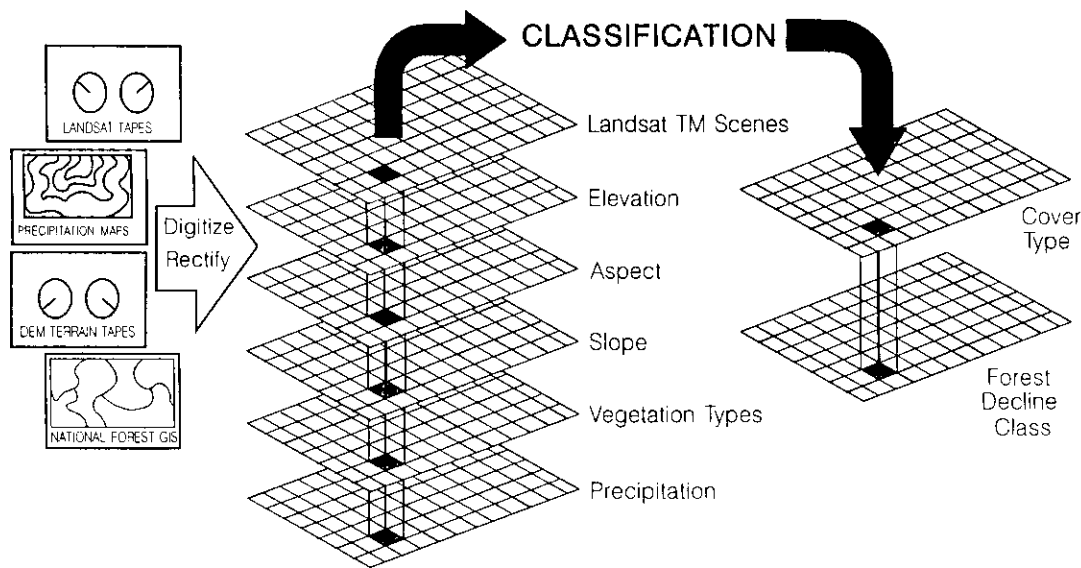 CLASSIFICATION
LANDSAT TAPES
PRECIPITATION MAPS
DEM TERRAIN TAPES
NATIONAL FOREST GIS
Digitize
Rectify
Landsat TM Scenes
Elevation
Aspect
Slope
Vegetation Types
Precipitation
Cover
Type
Forest
Decline
Class